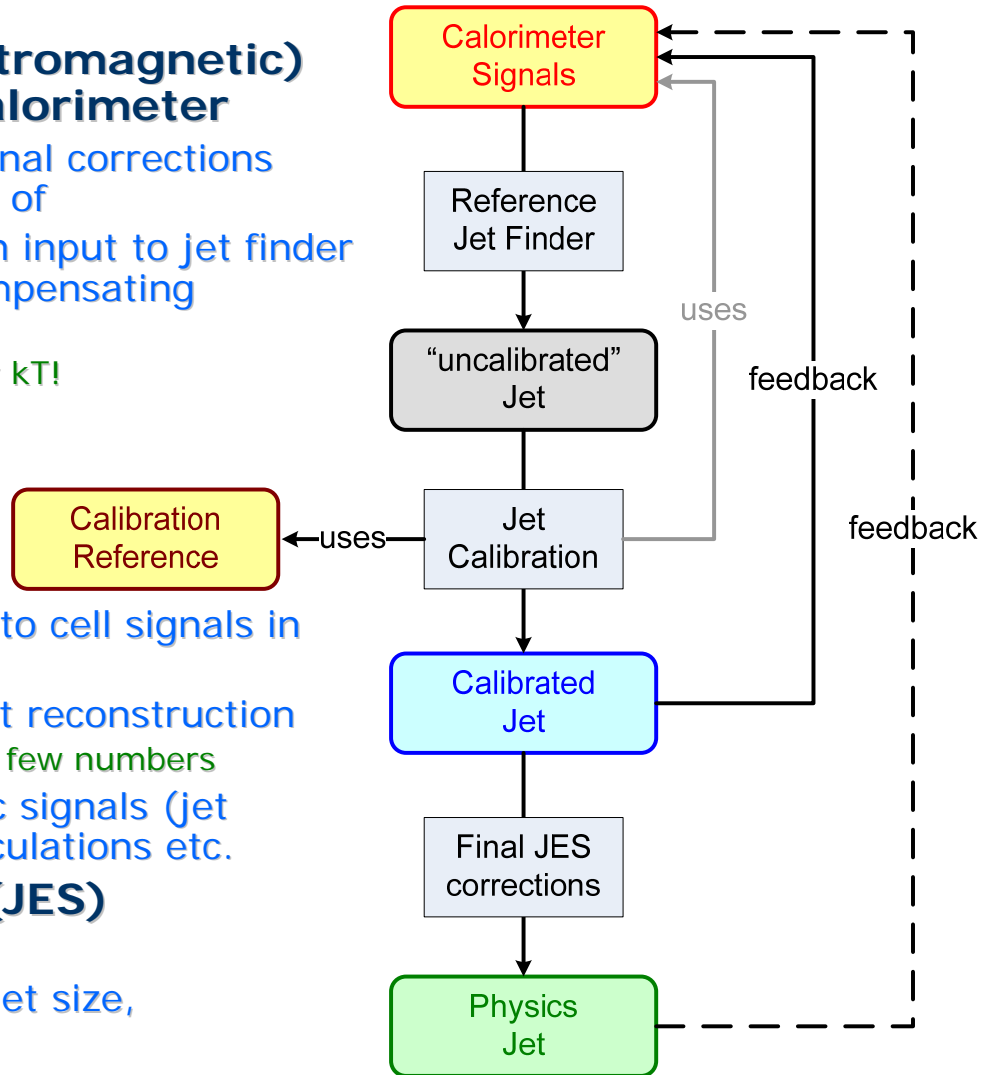 tromagnetic)
alorimeter
nal corrections
of
n input to jet finder
mpensating
kT!
to cell signals in
t reconstruction
few numbers
c signals (jet
culations etc.
(JES)
et size,
Calorimeter
Signals
Reference
Jet Finder
uses
“uncalibrated”
Jet
feedback
Calibration
Reference
uses
Jet
Calibration
feedback
Calibrated
Jet
Final JES
corrections
Physics
Jet